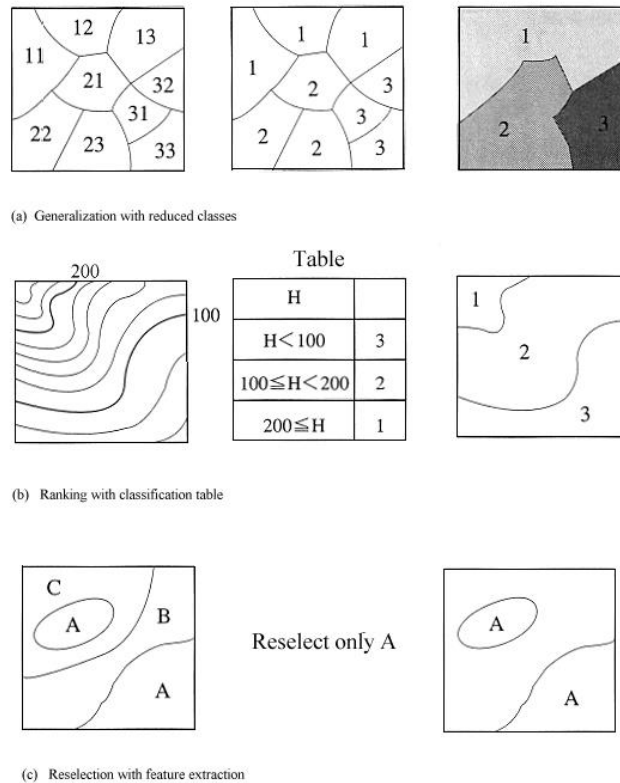 12
13
11
21
32
31
22
23
33
1
1
1
2
3
3
2
2
3
1
2
3
(a) Generalization with reduced classes
200
100
Table
H
H<100 3
100≦H<200 2
200≦H 1
1
2
3
(b) Ranking with classification table
C
A
B
A
Reselect only A
A
A
(c) Reselection with feature extraction